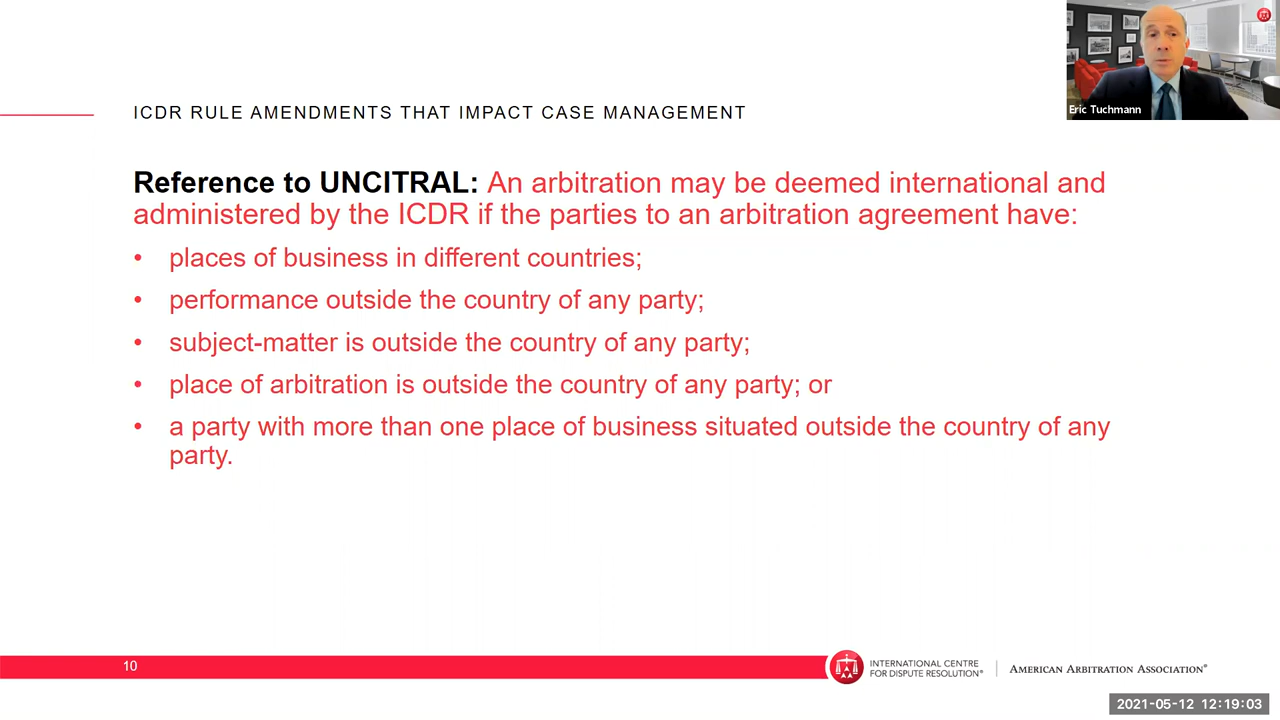 Eric Tuchmann
ICDR RULE AMENDMENTS THAT IMPACT CASE MANAGEMENT
Reference to UNCITRAL: An arbitration may be deemed international and
administered by the ICDR if the parties to an arbitration agreement have:
• places of business in different countries;
• performance outside the country of any party;
• subject-matter is outside the country of any party;
• place of arbitration is outside the country of any party; or
• a party with more than one place of business situated outside the country of any
party.
10
AAA
INTERNATIONAL CENTRE
FOR DISPUTE RESOLUTION®
AMERICAN ARBITRATION ASSOCIATION®
2021-05-12 12:19:03